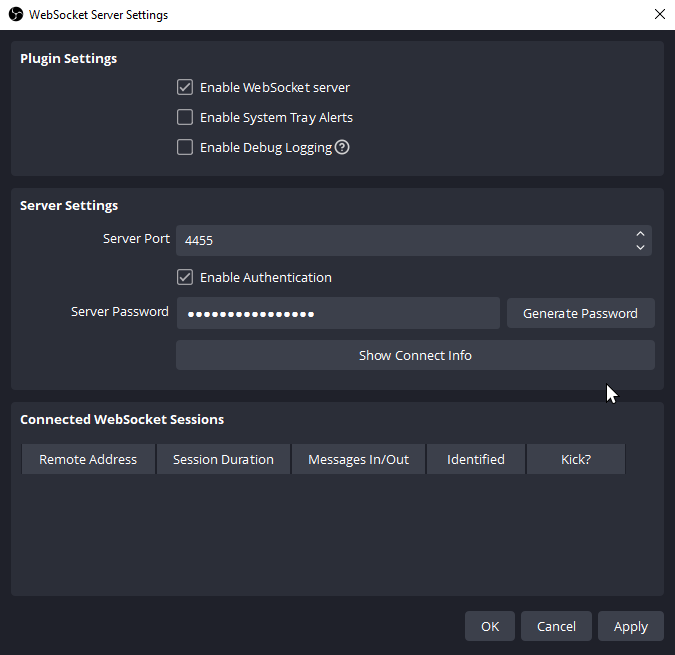 WebSocket Server Settings
Plugin Settings
Enable WebSocket server
Enable System Tray Alerts
Enable Debug Logging ?
Server Settings
Server Port 4455
Enable Authentication
Server Password ●●●●●●●●●●●●●●●● Generate Password
Show Connect Info
Connected WebSocket Sessions
Remote Address Session Duration Messages In/Out Identified Kick?
OK Cancel Apply